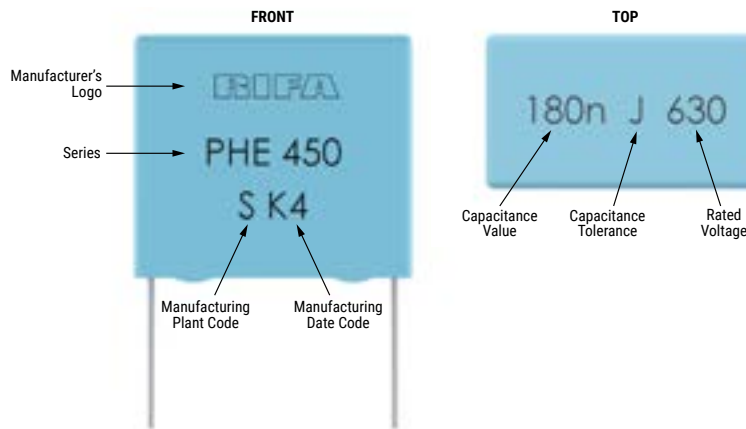 FRONT
TOP
Manufacturer's
Logo
RIFA
Series
PHE 450
S K4
Manufacturing
Plant Code
Manufacturing
Date Code
180n J 630
Capacitance
Value
Capacitance
Tolerance
Rated
Voltage